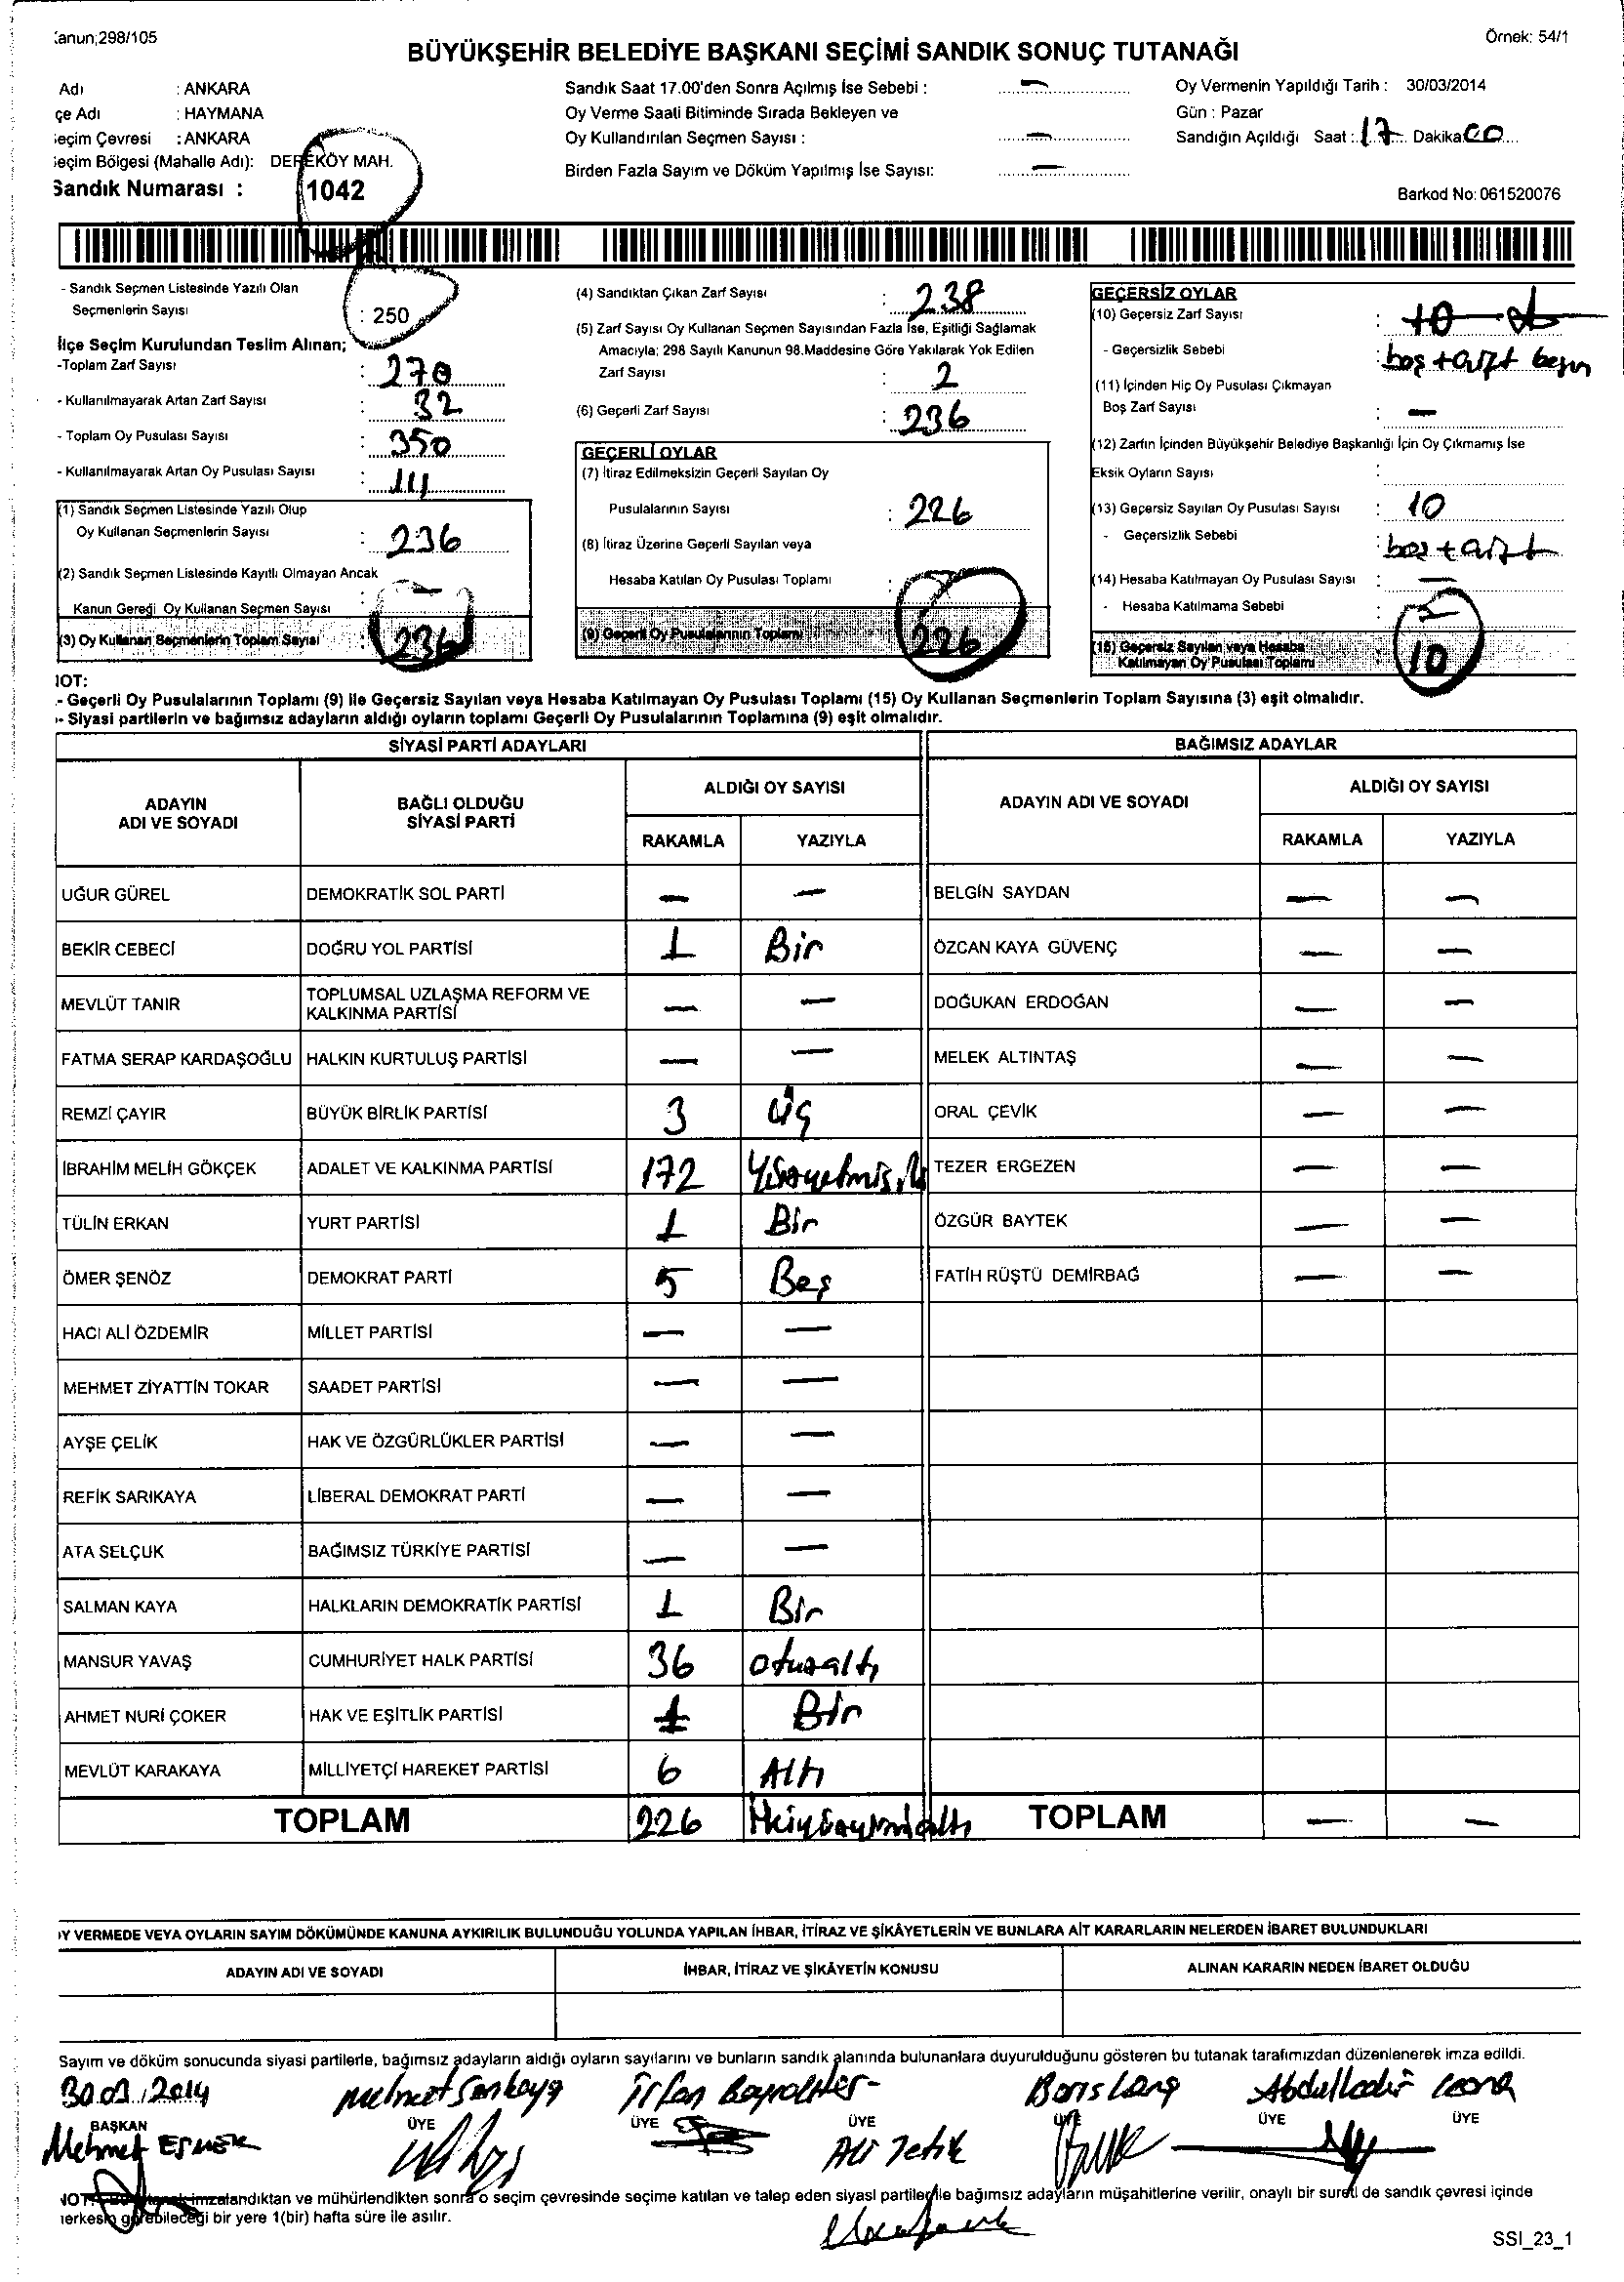 anun;298/105
Örnek: 54/1
BÜYÜKŞEHİR BELEDİYE BAŞKANI SEÇİMİ SANDIK SONUÇ TUTANAĞI
Adı : ANKARA
çe Adı : HAYMANA
eçim Çevresi : ANKARA
eçim Bölgesi (Mahalle Adı): DEREKÖY MAH.
Sandık Numarası : 1042
Sandık Saat 17.00'den Sonra Açılmış İse Sebebi : —
Oy Verme Saati Bitiminde Sırada Bekleyen ve
Oy Kullandırılan Seçmen Sayısı : —
Birden Fazla Sayım ve Döküm Yapılmış İse Sayısı: —
Oy Vermenin Yapıldığı Tarih : 30/03/2014
Gün : Pazar
Sandığın Açıldığı Saat : 17 Dakika 00
Barkod No: 061520076
- Sandık Seçmen Listesinde Yazılı Olan
Seçmenlerin Sayısı : 250
İlçe Seçim Kurulundan Teslim Alınan;
-Toplam Zarf Sayısı : 270
- Kullanılmayarak Artan Zarf Sayısı : 32
- Toplam Oy Pusulası Sayısı : 350
- Kullanılmayarak Artan Oy Pusulası Sayısı : 111
(1) Sandık Seçmen Listesinde Yazılı Olup
Oy Kullanan Seçmenlerin Sayısı : 236
(2) Sandık Seçmen Listesinde Kayıtlı Olmayan Ancak
Kanun Gereği Oy Kullanan Seçmen Sayısı : —
(3) Oy Kullanan Seçmenlerin Toplam Sayısı : 236
(4) Sandıktan Çıkan Zarf Sayısı : 238
(5) Zarf Sayısı Oy Kullanan Seçmen Sayısından Fazla İse, Eşitliği Sağlamak
Amacıyla; 298 Sayılı Kanunun 98.Maddesine Göre Yakılarak Yok Edilen
Zarf Sayısı : 2
(6) Geçerli Zarf Sayısı : 236
GEÇERLİ OYLAR
(7) İtiraz Edilmeksizin Geçerli Sayılan Oy
Pusulalarının Sayısı : 226
(8) İtiraz Üzerine Geçerli Sayılan veya
Hesaba Katılan Oy Pusulası Toplamı : —
(9) Geçerli Oy Pusulalarının Toplamı : 226
GEÇERSİZ OYLAR
(10) Geçersiz Zarf Sayısı : 10
- Geçersizlik Sebebi : boş + çift
(11) İçinden Hiç Oy Pusulası Çıkmayan
Boş Zarf Sayısı : —
(12) Zarfın İçinden Büyükşehir Belediye Başkanlığı İçin Oy Çıkmamış İse
Eksik Oyların Sayısı :
(13) Geçersiz Sayılan Oy Pusulası Sayısı : 10
- Geçersizlik Sebebi : boş + çift
(14) Hesaba Katılmayan Oy Pusulası Sayısı : —
- Hesaba Katılmama Sebebi : —
(15) Geçersiz Sayılan veya Hesaba
Katılmayan Oy Pusulası Toplamı : 10
NOT:
- Geçerli Oy Pusulalarının Toplamı (9) ile Geçersiz Sayılan veya Hesaba Katılmayan Oy Pusulası Toplamı (15) Oy Kullanan Seçmenlerin Toplam Sayısına (3) eşit olmalıdır.
- Siyasi partilerin ve bağımsız adayların aldığı oyların toplamı Geçerli Oy Pusulalarının Toplamına (9) eşit olmalıdır.
SİYASİ PARTİ ADAYLARI BAĞIMSIZ ADAYLAR
ADAYIN ADI VE SOYADI BAĞLI OLDUĞU SİYASİ PARTİ ALDIĞI OY SAYISI ADAYIN ADI VE SOYADI ALDIĞI OY SAYISI
RAKAMLA YAZIYLA RAKAMLA YAZIYLA
UĞUR GÜREL DEMOKRATİK SOL PARTİ — — BELGİN SAYDAN — —
BEKİR CEBECİ DOĞRU YOL PARTİSİ 1 Bir ÖZCAN KAYA GÜVENÇ — —
MEVLÜT TANIR TOPLUMSAL UZLAŞMA REFORM VE KALKINMA PARTİSİ — — DOĞUKAN ERDOĞAN — —
FATMA SERAP KARDAŞOĞLU HALKIN KURTULUŞ PARTİSİ — — MELEK ALTINTAŞ — —
REMZİ ÇAYIR BÜYÜK BİRLİK PARTİSİ 3 üç ORAL ÇEVİK — —
İBRAHİM MELİH GÖKÇEK ADALET VE KALKINMA PARTİSİ 172 TEZER ERGEZEN — —
TÜLİN ERKAN YURT PARTİSİ 1 Bir ÖZGÜR BAYTEK — —
ÖMER ŞENÖZ DEMOKRAT PARTİ 5 Beş FATİH RÜŞTÜ DEMİRBAĞ — —
HACI ALİ ÖZDEMİR MİLLET PARTİSİ — —
MEHMET ZİYATTİN TOKAR SAADET PARTİSİ — —
AYŞE ÇELİK HAK VE ÖZGÜRLÜKLER PARTİSİ — —
REFİK SARIKAYA LİBERAL DEMOKRAT PARTİ — —
ATA SELÇUK BAĞIMSIZ TÜRKİYE PARTİSİ — —
SALMAN KAYA HALKLARIN DEMOKRATİK PARTİSİ 1 Bir
MANSUR YAVAŞ CUMHURİYET HALK PARTİSİ 36 otuzaltı
AHMET NURİ ÇOKER HAK VE EŞİTLİK PARTİSİ 1 Bir
MEVLÜT KARAKAYA MİLLİYETÇİ HAREKET PARTİSİ 6 Altı
TOPLAM 226 TOPLAM — —
Y VERMEDE VEYA OYLARIN SAYIM DÖKÜMÜNDE KANUNA AYKIRILIK BULUNDUĞU YOLUNDA YAPILAN İHBAR, İTİRAZ VE ŞİKÂYETLERİN VE BUNLARA AİT KARARLARIN NELERDEN İBARET BULUNDUKLARI
ADAYIN ADI VE SOYADI İHBAR, İTİRAZ VE ŞİKÂYETİN KONUSU ALINAN KARARIN NEDEN İBARET OLDUĞU
Sayım ve döküm sonucunda siyasi partilerle, bağımsız adayların aldığı oyların sayılarını ve bunların sandık alanında bulunanlara duyurulduğunu gösteren bu tutanak tarafımızdan düzenlenerek imza edildi.
30.03.2014 Mehmet Sarıkaya İrfan
BAŞKAN ÜYE ÜYE ÜYE ÜYE ÜYE ÜYE
Mehmet Ali Tetik
NOT: imzalandıktan ve mühürlendikten sonra o seçim çevresinde seçime katılan ve talep eden siyasi partiler ile bağımsız adayların müşahitlerine verilir, onaylı bir sureti de sandık çevresi içinde
herkesin görebileceği bir yere 1(bir) hafta süre ile asılır.
SSI_23_1